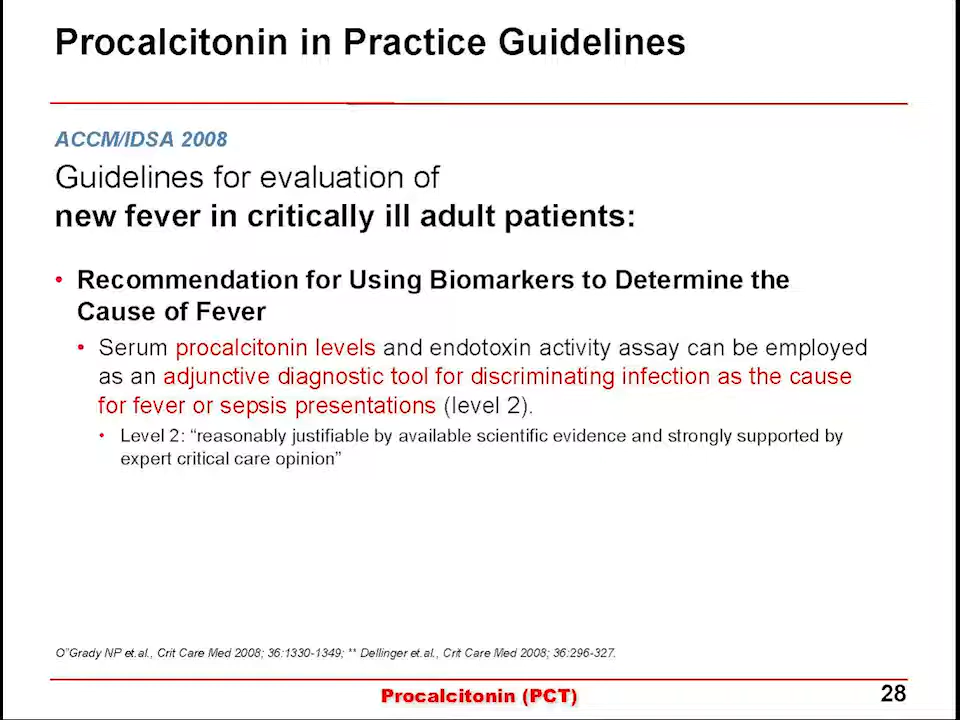 Procalcitonin in Practice Guidelines
ACCM/IDSA 2008
Guidelines for evaluation of
new fever in critically ill adult patients:
• Recommendation for Using Biomarkers to Determine the
Cause of Fever
• Serum procalcitonin levels and endotoxin activity assay can be employed
as an adjunctive diagnostic tool for discriminating infection as the cause
for fever or sepsis presentations (level 2).
• Level 2: “reasonably justifiable by available scientific evidence and strongly supported by
expert critical care opinion”
O”Grady NP et.al., Crit Care Med 2008; 36:1330-1349; ** Dellinger et.al., Crit Care Med 2008; 36:296-327.
Procalcitonin (PCT)
28